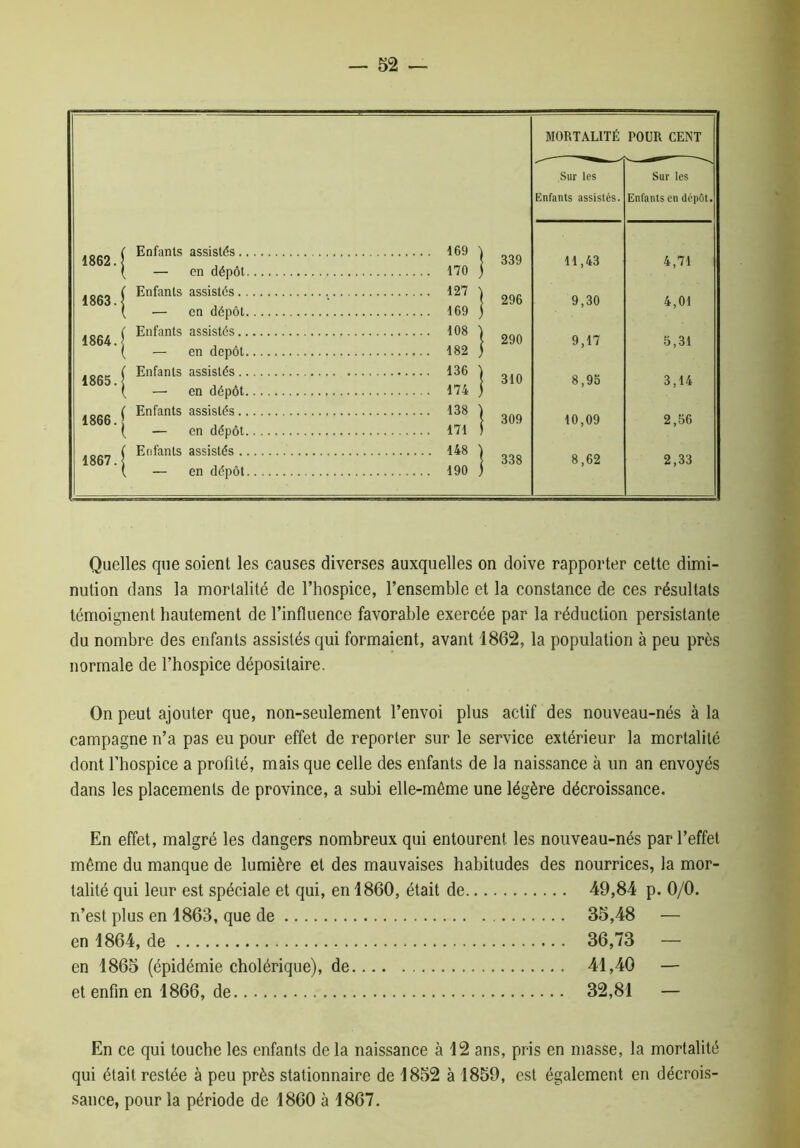 — 52 —
MORTALITÉ POUR CENT
Sur les Enfants assistés.
Sur les Enfants en dépôt.
1862. { Enfants assistés........ 169 } 339 11,43 4,71
— en dépôt........ 170
1863. { Enfants assistés........ 127 } 296 9,30 4,01
— en dépôt........ 169
1864. { Enfants assistés........ 108 } 290 9,17 5,31
— en depôt........ 182
1865. { Enfants assistés........ 136 } 310 8,95 3,14
— en dépôt........ 174
1866. { Enfants assistés........ 138 } 309 10,09 2,56
— en dépôt........ 171
1867. { Enfants assistés........ 148 } 338 8,62 2,33
— en dépôt........ 190
Quelles que soient les causes diverses auxquelles on doive rapporter cette dimi-
nution dans la mortalité de l'hospice, l'ensemble et la constance de ces résultats
témoignent hautement de l'influence favorable exercée par la réduction persistante
du nombre des enfants assistés qui formaient, avant 1862, la population à peu près
normale de l'hospice dépositaire.
On peut ajouter que, non-seulement l'envoi plus actif des nouveau-nés à la
campagne n'a pas eu pour effet de reporter sur le service extérieur la mortalité
dont l'hospice a profité, mais que celle des enfants de la naissance à un an envoyés
dans les placements de province, a subi elle-même une légère décroissance.
En effet, malgré les dangers nombreux qui entourent les nouveau-nés par l'effet
même du manque de lumière et des mauvaises habitudes des nourrices, la mor-
talité qui leur est spéciale et qui, en 1860, était de........ 49,84 p. 0/0.
n'est plus en 1863, que de........ 35,48 —
en 1864, de........ 36,73 —
en 1865 (épidémie cholérique), de........ 41,40 —
et enfin en 1866, de........ 32,81 —
En ce qui touche les enfants de la naissance à 12 ans, pris en masse, la mortalité
qui était restée à peu près stationnaire de 1852 à 1859, est également en décrois-
sance, pour la période de 1860 à 1867.